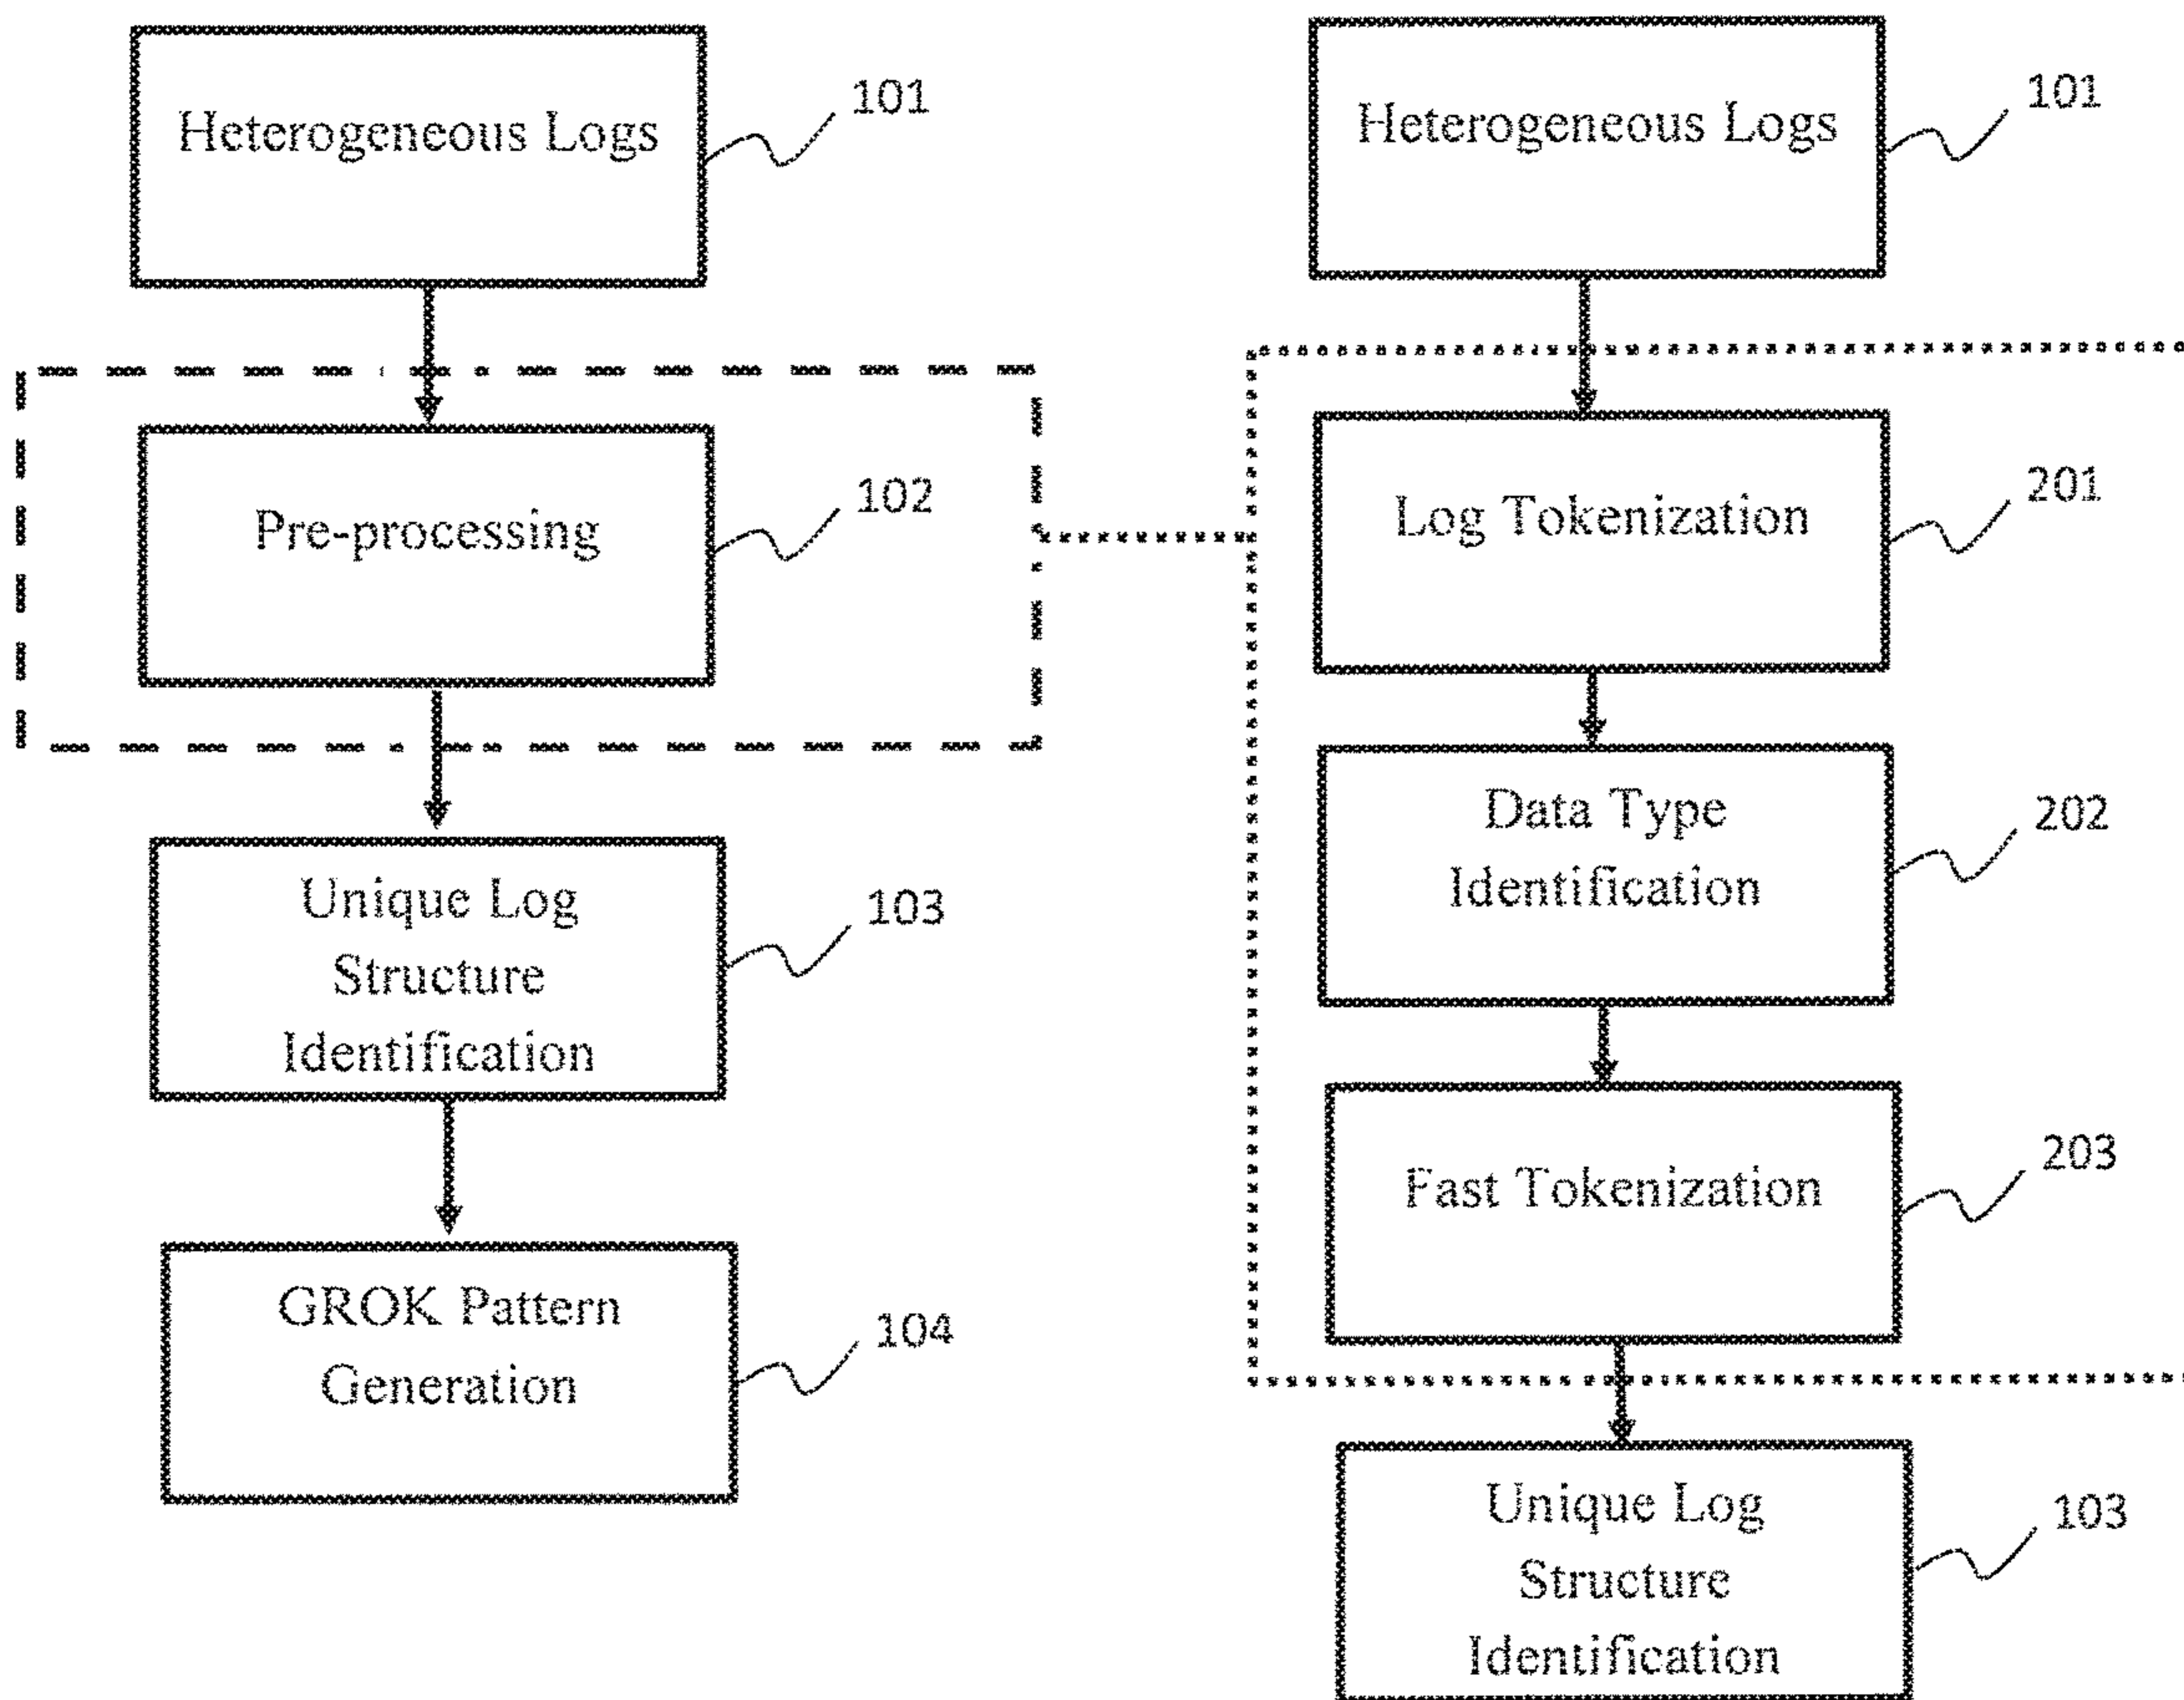 Heterogeneous Logs
101
Pre-processing
102
Unique Log
Structure
Identification
103
GROK Pattern
Generation
104
Heterogeneous Logs
101
Log Tokenization
201
Data Type
Identification
202
Fast Tokenization
203
Unique Log
Structure
Identification
103